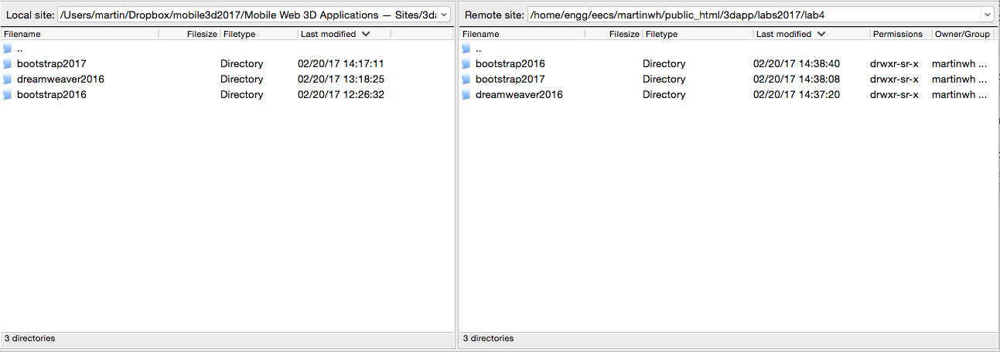 Local site: /Users/martin/Dropbox/mobile3d2017/Mobile Web 3D Applications — Sites/3da
Filename Filesize Filetype Last modified
..
bootstrap2017 Directory 02/20/17 14:17:11
dreamweaver2016 Directory 02/20/17 13:18:25
bootstrap2016 Directory 02/20/17 12:26:32
3 directories
Remote site: /home/engg/eecs/martinwh/public_html/3dapp/labs2017/lab4
Filename Filesize Filetype Last modified Permissions Owner/Group
..
bootstrap2016 Directory 02/20/17 14:38:40 drwxr-sr-x martinwh ...
bootstrap2017 Directory 02/20/17 14:38:08 drwxr-sr-x martinwh ...
dreamweaver2016 Directory 02/20/17 14:37:20 drwxr-sr-x martinwh ...
3 directories